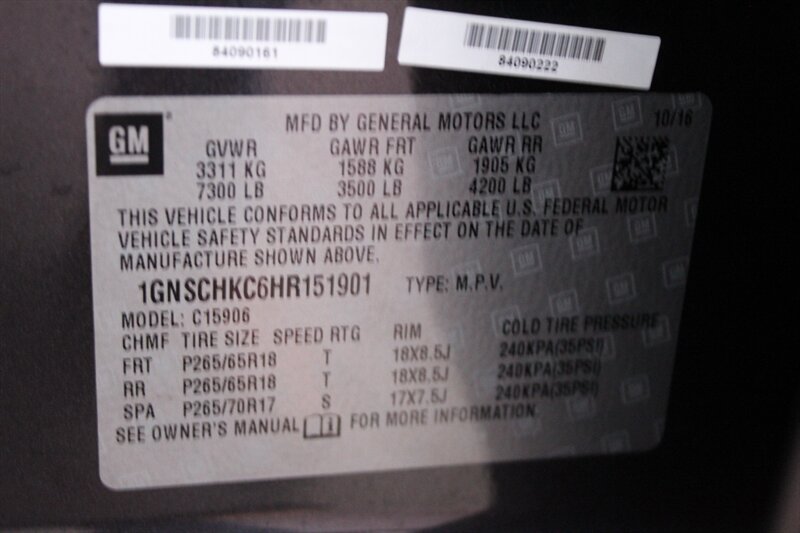 84090161
84090222
GM
MFD BY GENERAL MOTORS LLC 10/16
GVWR GAWR FRT GAWR RR
3311 KG 1588 KG 1905 KG
7300 LB 3500 LB 4200 LB
THIS VEHICLE CONFORMS TO ALL APPLICABLE U.S. FEDERAL MOTOR
VEHICLE SAFETY STANDARDS IN EFFECT ON THE DATE OF
MANUFACTURE SHOWN ABOVE.
1GNSCHKC6HR151901 TYPE: M.P.V.
MODEL: C15906
CHMF TIRE SIZE SPEED RTG RIM COLD TIRE PRESSURE
FRT P265/65R18 T 18X8.5J 240KPA(35PSI)
RR P265/65R18 T 18X8.5J 240KPA(35PSI)
SPA P265/70R17 S 17X7.5J 240KPA(35PSI)
SEE OWNER'S MANUAL FOR MORE INFORMATION